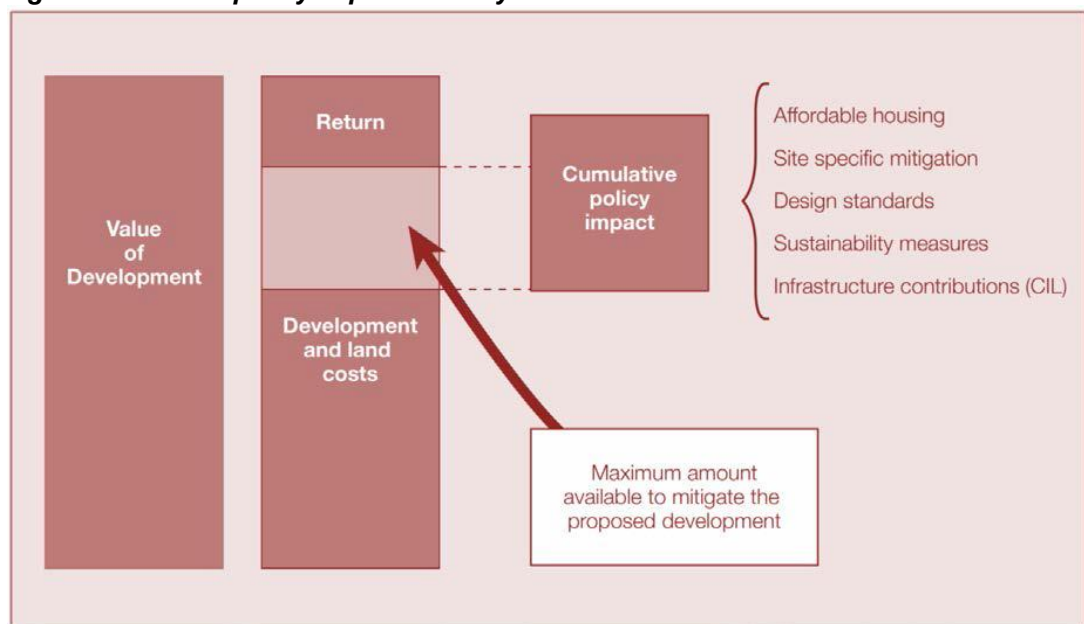 Return
Value
of
Development
Development
and land
costs
Cumulative
policy
impact
Affordable housing
Site specific mitigation
Design standards
Sustainability measures
Infrastructure contributions (CIL)
Maximum amount
available to mitigate the
proposed development